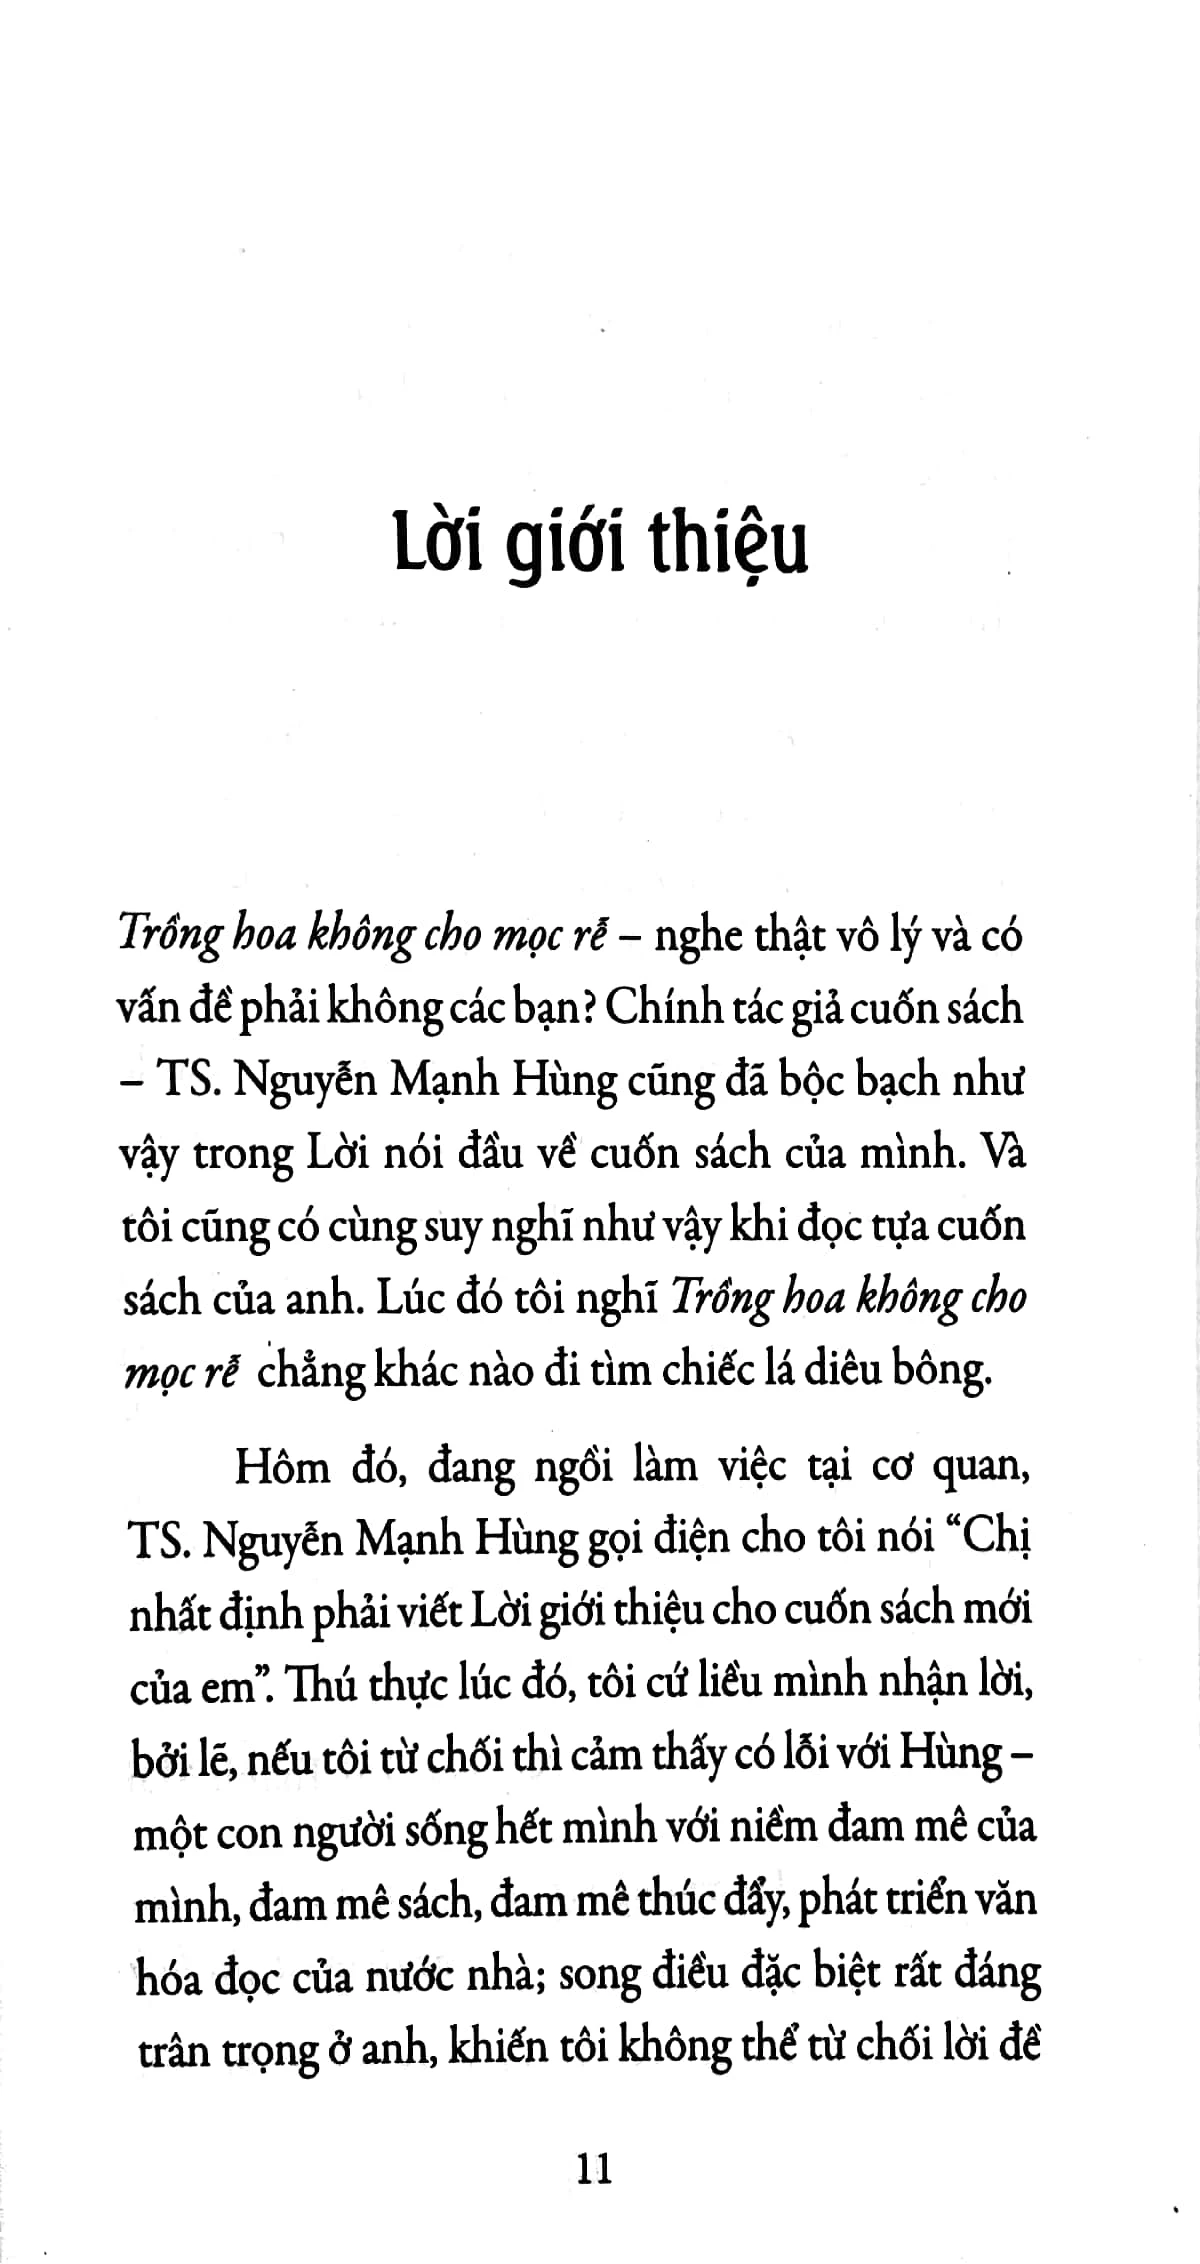 Lời giới thiệu
Trồng hoa không cho mọc rễ – nghe thật vô lý và có
vấn đề phải không các bạn? Chính tác giả cuốn sách
– TS. Nguyễn Mạnh Hùng cũng đã bộc bạch như
vậy trong Lời nói đầu về cuốn sách của mình. Và
tôi cũng có cùng suy nghĩ như vậy khi đọc tựa cuốn
sách của anh. Lúc đó tôi nghĩ Trồng hoa không cho
mọc rễ chẳng khác nào đi tìm chiếc lá diêu bông.
Hôm đó, đang ngồi làm việc tại cơ quan,
TS. Nguyễn Mạnh Hùng gọi điện cho tôi nói “Chị
nhất định phải viết Lời giới thiệu cho cuốn sách mới
của em”. Thú thực lúc đó, tôi cứ liều mình nhận lời,
bởi lẽ, nếu tôi từ chối thì cảm thấy có lỗi với Hùng –
một con người sống hết mình với niềm đam mê của
mình, đam mê sách, đam mê thúc đẩy, phát triển văn
hóa đọc của nước nhà; song điều đặc biệt rất đáng
trân trọng ở anh, khiến tôi không thể từ chối lời đề
11